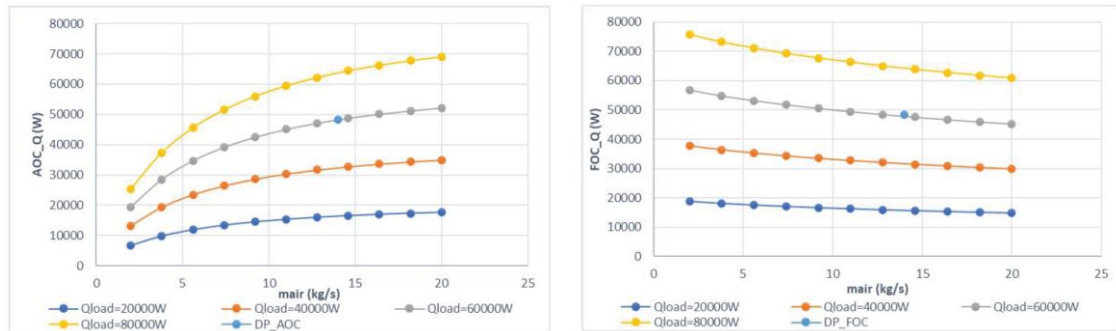 80000
70000
60000
50000
40000
30000
20000
10000
0
AOC_Q (W)
0 5 10 15 20 25
mair (kg/s)
Qload=20000W Qload=40000W Qload=60000W
Qload=80000W DP_AOC
80000
70000
60000
50000
40000
30000
20000
10000
0
FOC_Q (W)
0 5 10 15 20 25
mair (kg/s)
Qload=20000W Qload=40000W Qload=60000W
Qload=80000W DP_FOC